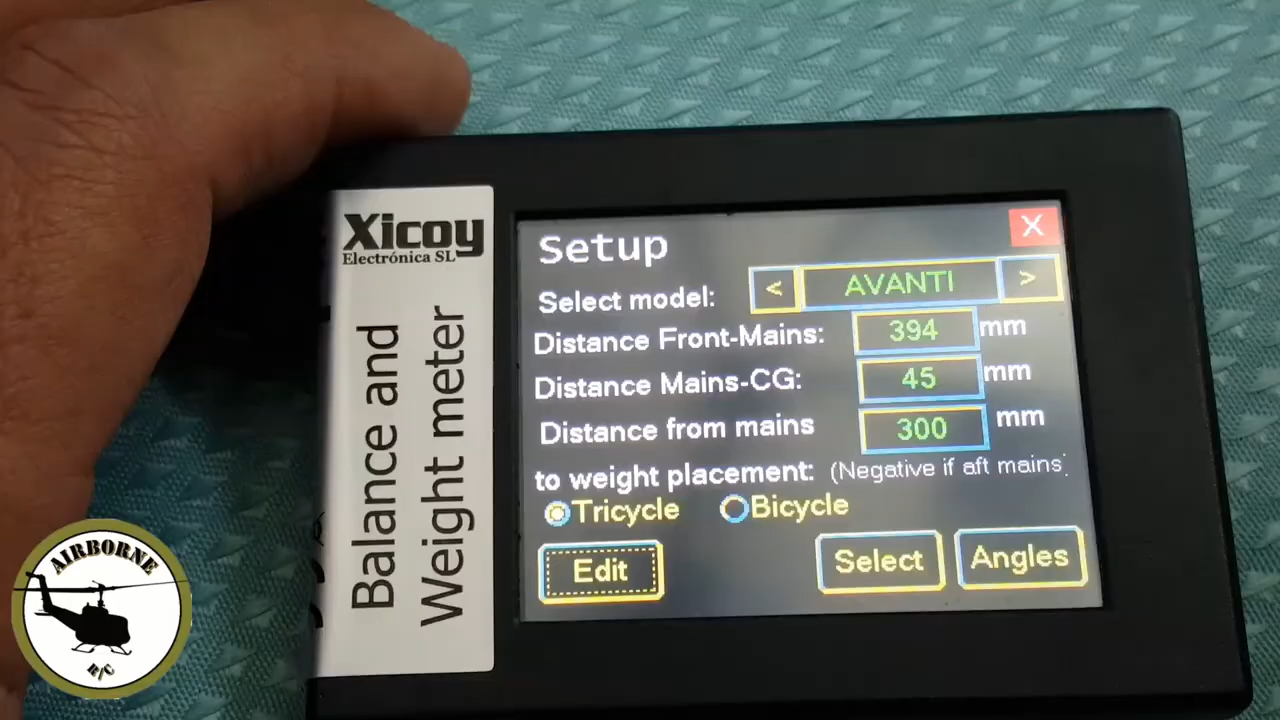 Xicoy
Electrónica SL
Balance and
Weight meter
Setup
X
Select model: < AVANTI >
Distance Front-Mains: 394 mm
Distance Mains-CG: 45 mm
Distance from mains 300 mm
to weight placement: (Negative if aft mains
Tricycle Bicycle
Edit Select Angles
AIRBORNE
R/C